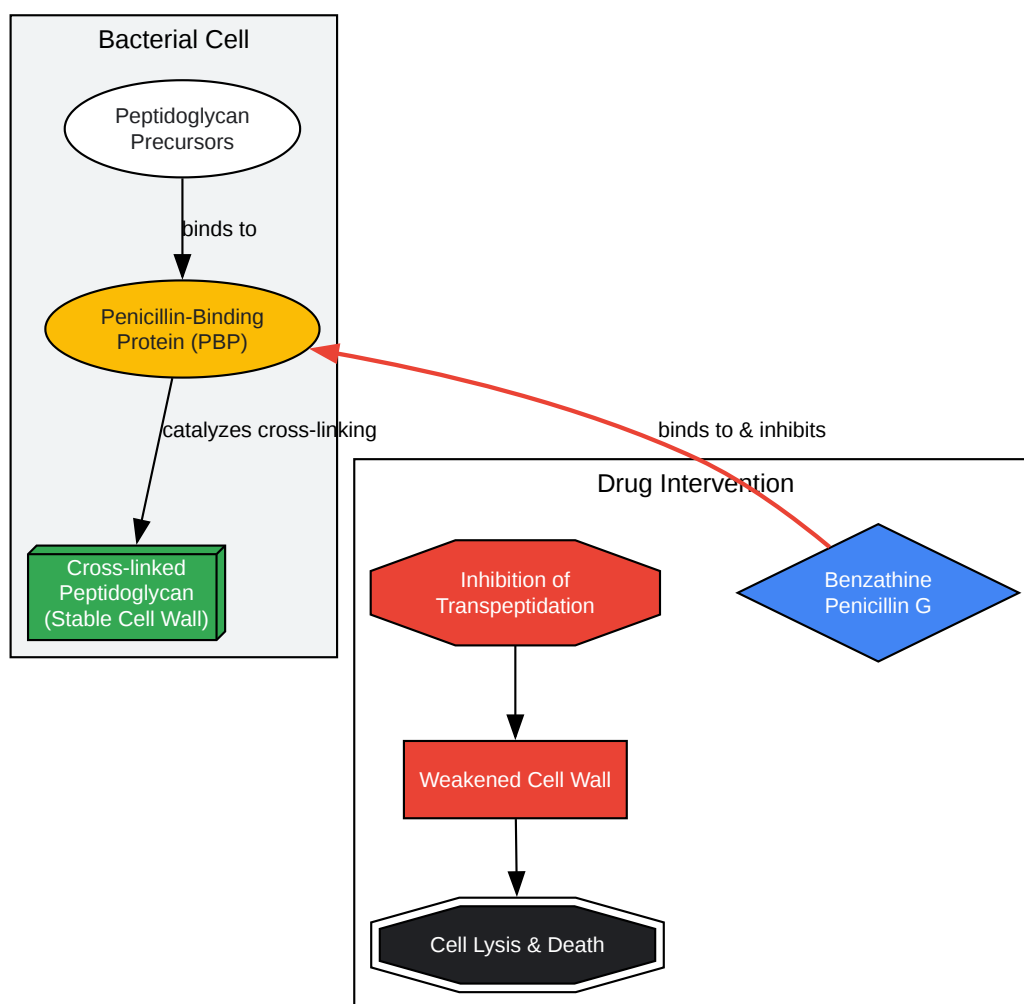 Bacterial Cell
Peptidoglycan
Precursors
binds to
Penicillin-Binding
Protein (PBP)
catalyzes cross-linking
Cross-linked
Peptidoglycan
(Stable Cell Wall)
binds to & inhibits
Drug Intervention
Inhibition of
Transpeptidation
Benzathine
Penicillin G
Weakened Cell Wall
Cell Lysis & Death